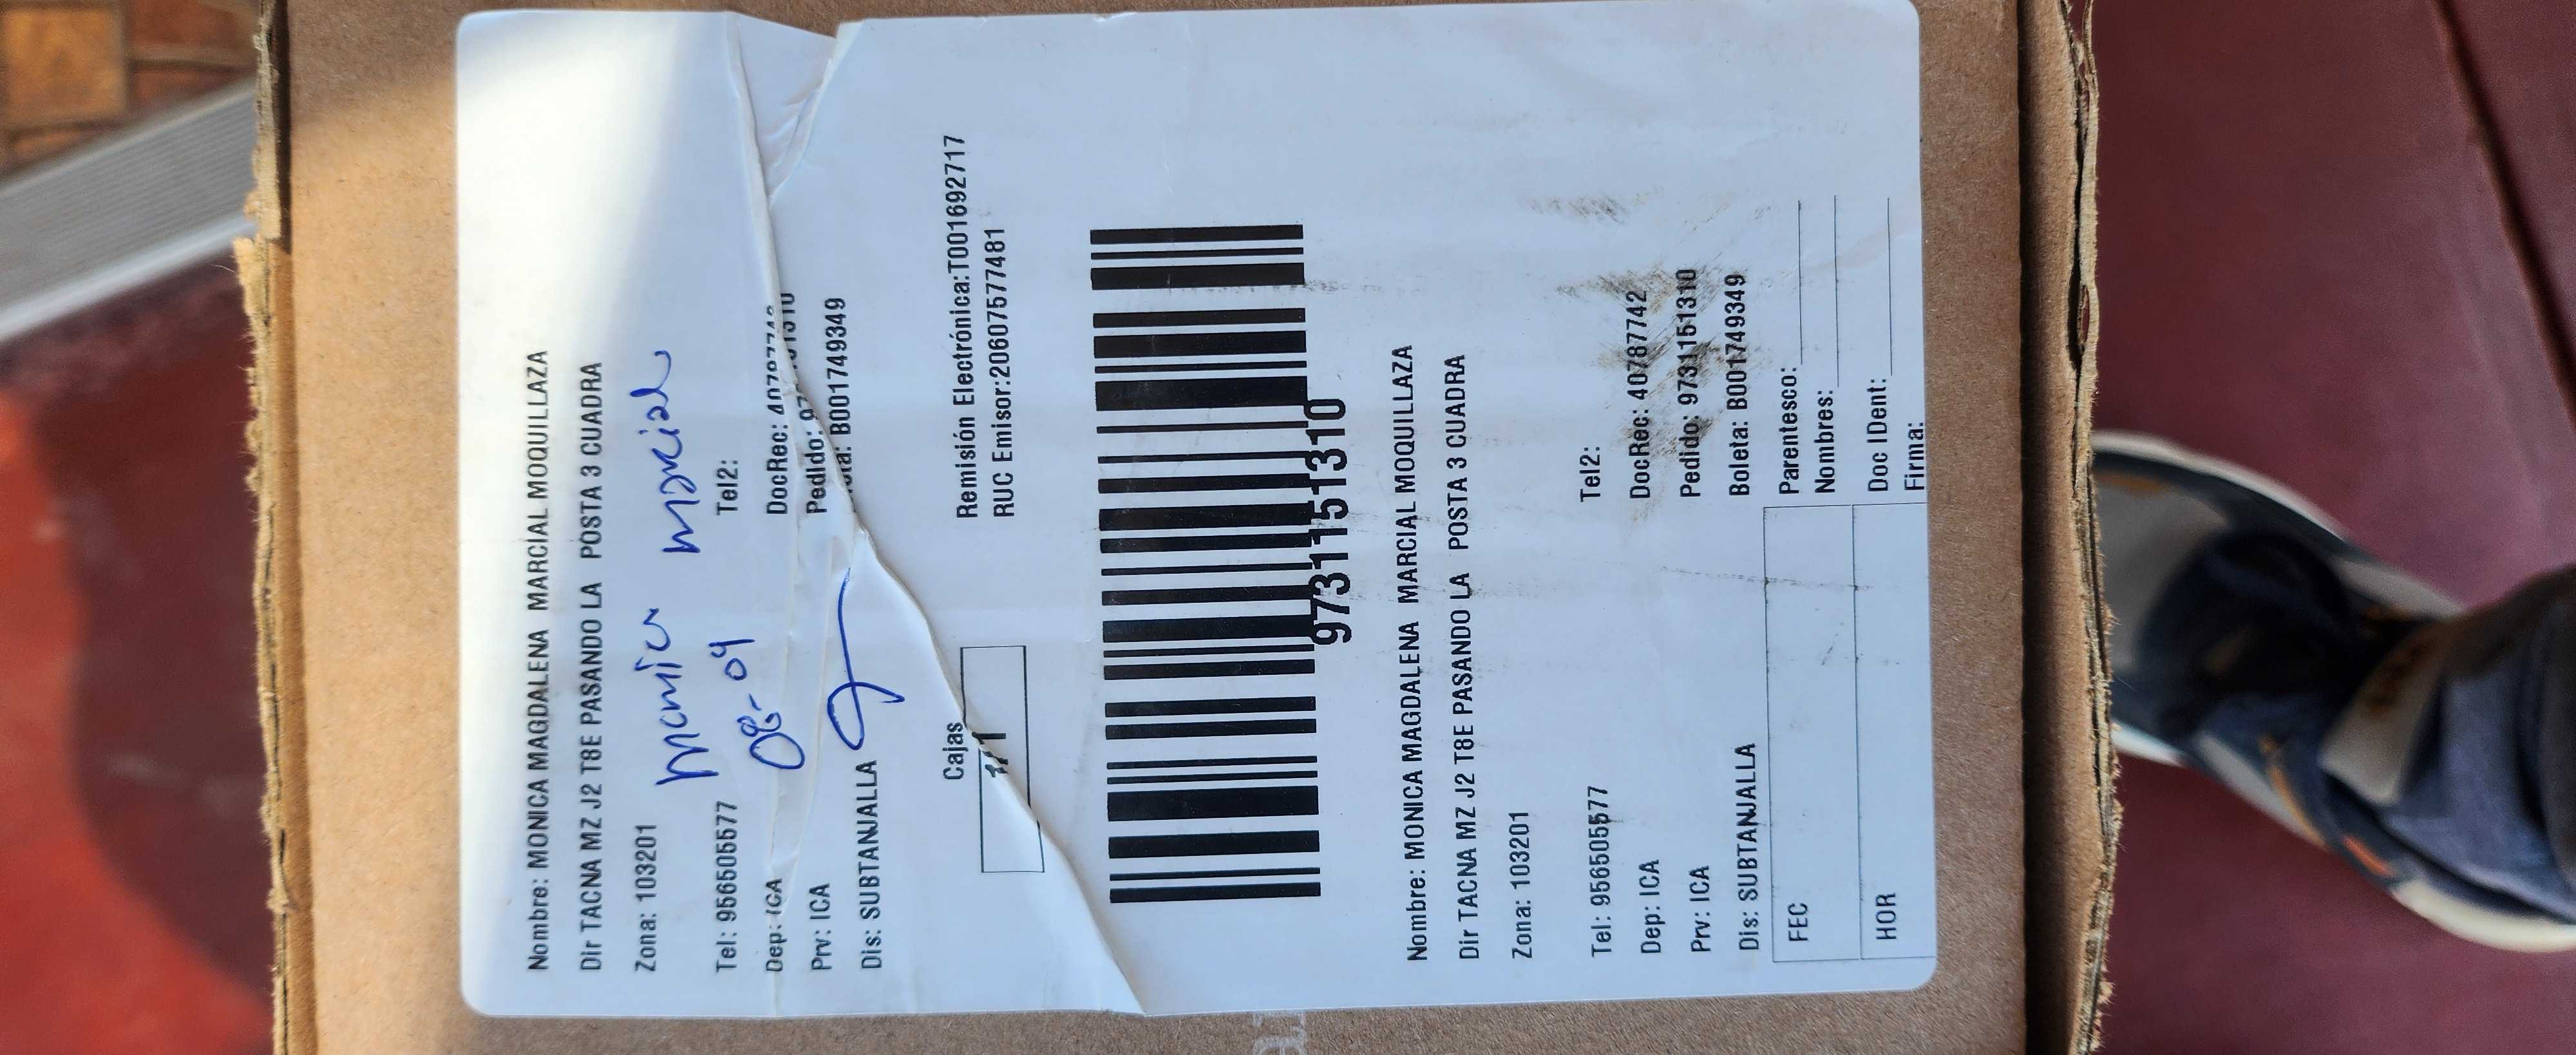 Nombre: MONICA MAGDALENA MARCIAL MOQUILLAZA
Dir TACNA MZ J2 T8E PASANDO LA POSTA 3 CUADRA
Zona: 103201
Monica Marcial
Tel: 956505577 Tel2:
08-09
Dep: ICA DocRec:
Prv: ICA Pedido:
Dis: SUBTANJALLA B001749349
Cajas
1/1
Remisión Electrónica:T001692717
RUC Emisor:20607577481
973115151310
Nombre: MONICA MAGDALENA MARCIAL MOQUILLAZA
Dir TACNA MZ J2 T8E PASANDO LA POSTA 3 CUADRA
Zona: 103201
Tel: 956505577 Tel2:
Dep: ICA DocRec: 40787742
Prv: ICA Pedido: 973115151310
Dis: SUBTANJALLA Boleta: B001749349
FEC Parentesco:
Nombres:
HOR Doc IDent:
Firma: